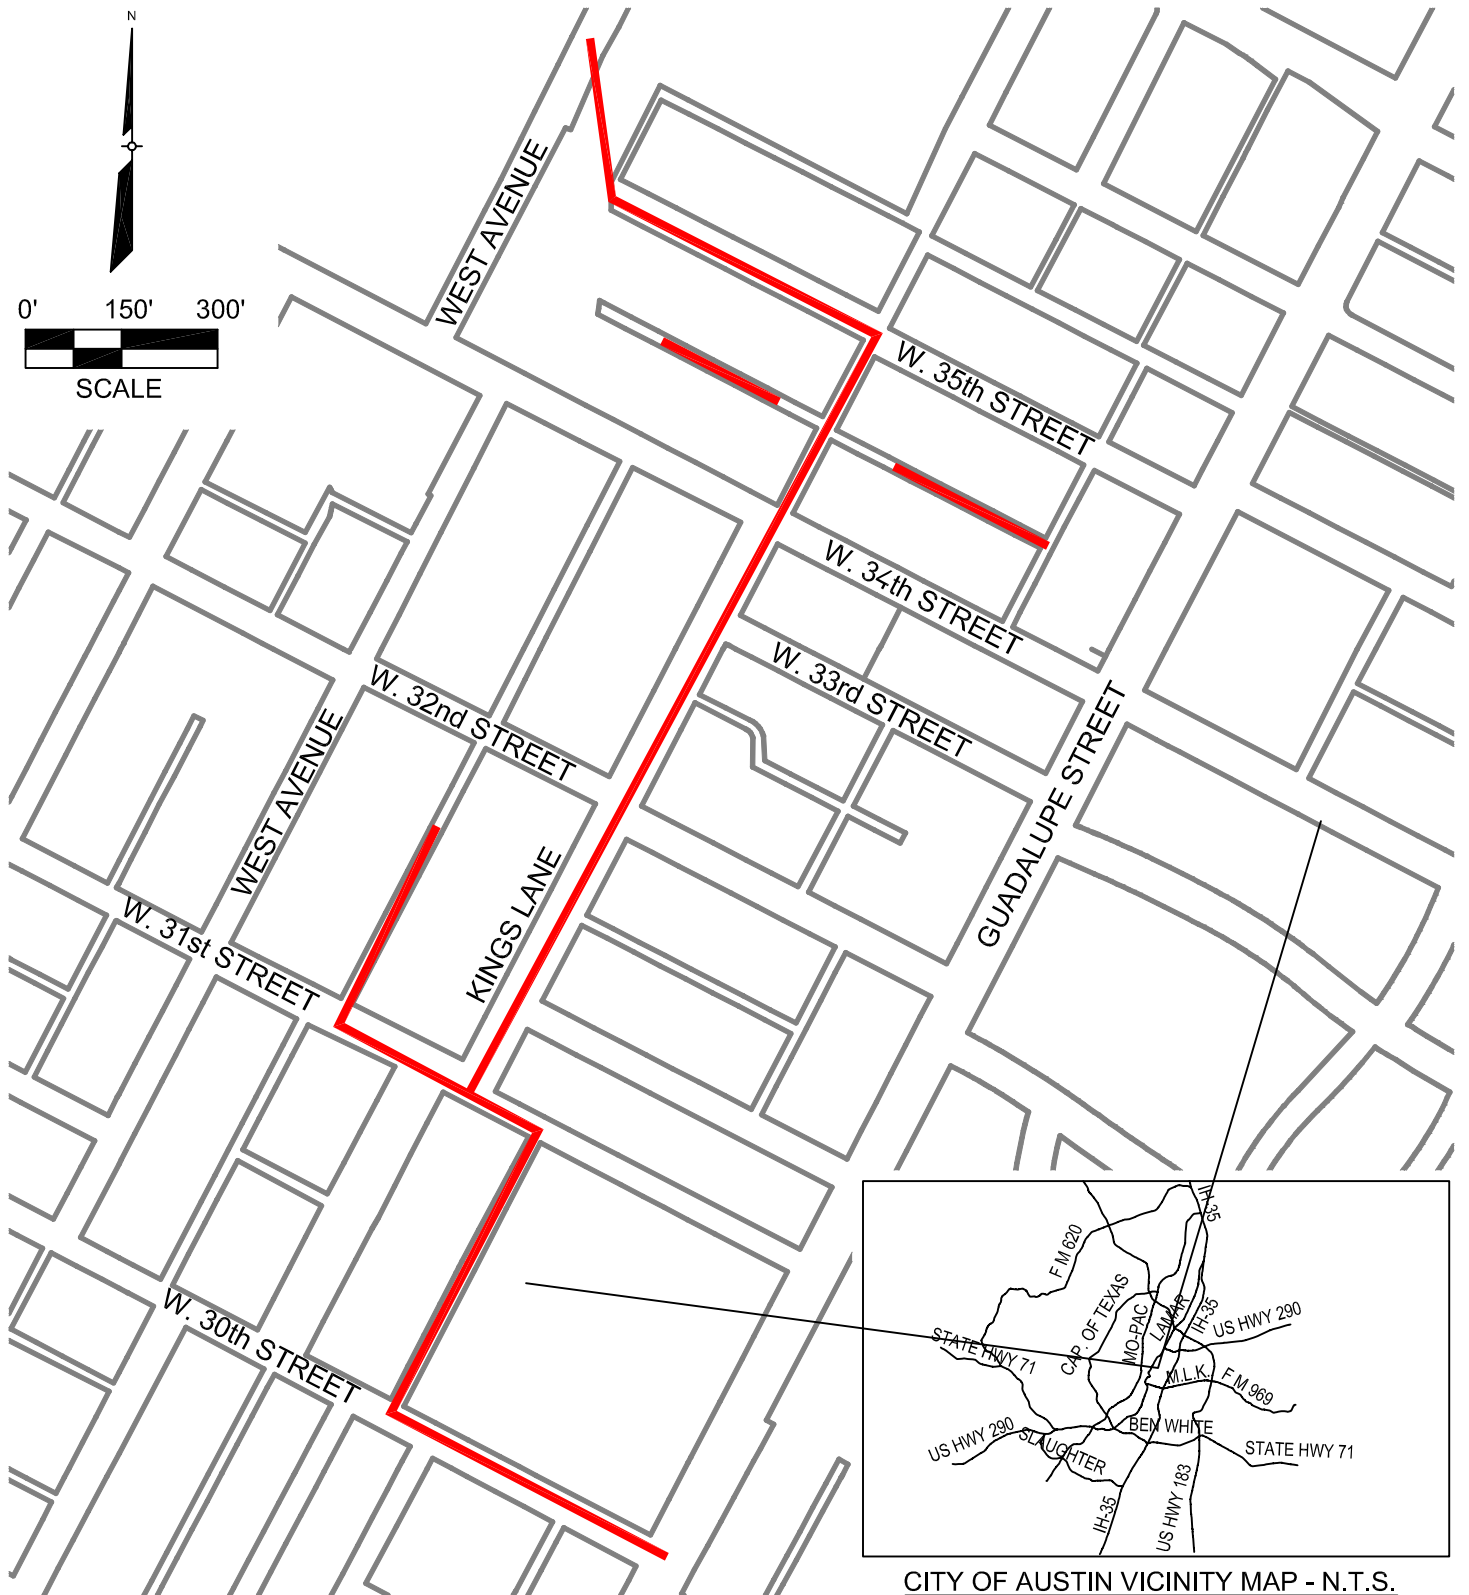 N
WEST AVENUE
0' 150' 300'
SCALE
W. 35th STREET
W. 34th STREET
W. 33rd STREET
W. 32nd STREET
WEST AVENUE
GUADALUPE STREET
KINGS LANE
W. 31st STREET
W. 30th STREET
IH-35
F M 620
CAP. OF TEXAS
MO-PAC
LAMAR
IH-35
US HWY 290
STATE HWY 71
M.L.K.
F M 969
US HWY 290
SLAUGHTER
BEN WHITE
STATE HWY 71
IH-35
US HWY 183
CITY OF AUSTIN VICINITY MAP - N.T.S.